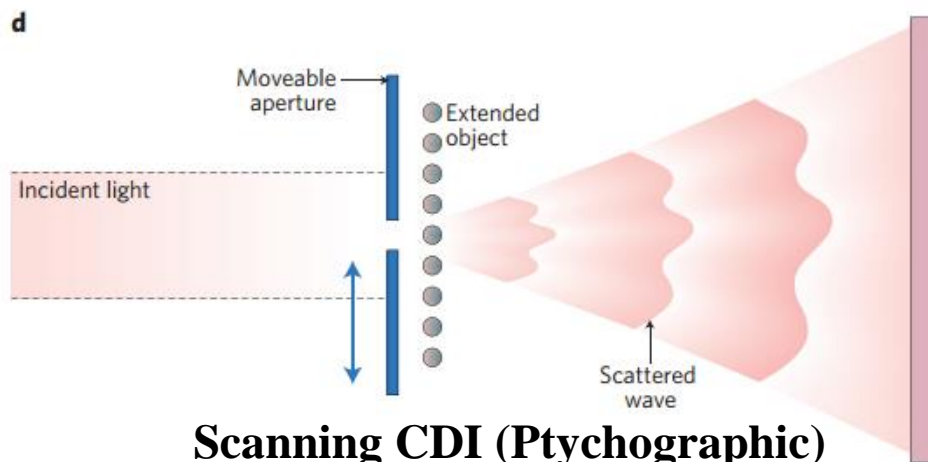 d
Moveable
aperture
Extended
object
Incident light
Scattered
wave
Scanning CDI (Ptychographic)